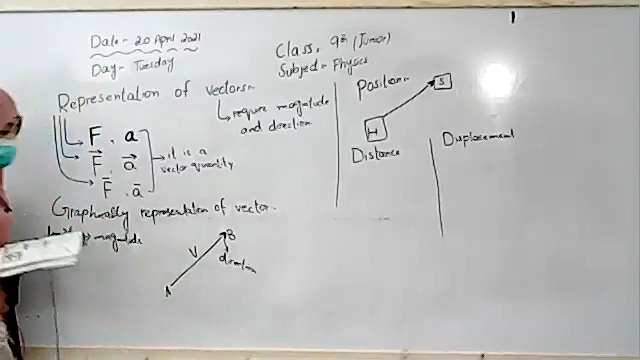 Date:- 20 April 2021
Day:- Tuesday
Class. 9th (Junior)
Subject:- Physics
Representation of vectors:-
require magnitude
and direction
F . a
F⃗ . a⃗
F̄ . ā
it is a
vector quantity
Graphically representation of vector.
magnitude
A
V
B
direction
Position:-
S
H
Distance
Displacement